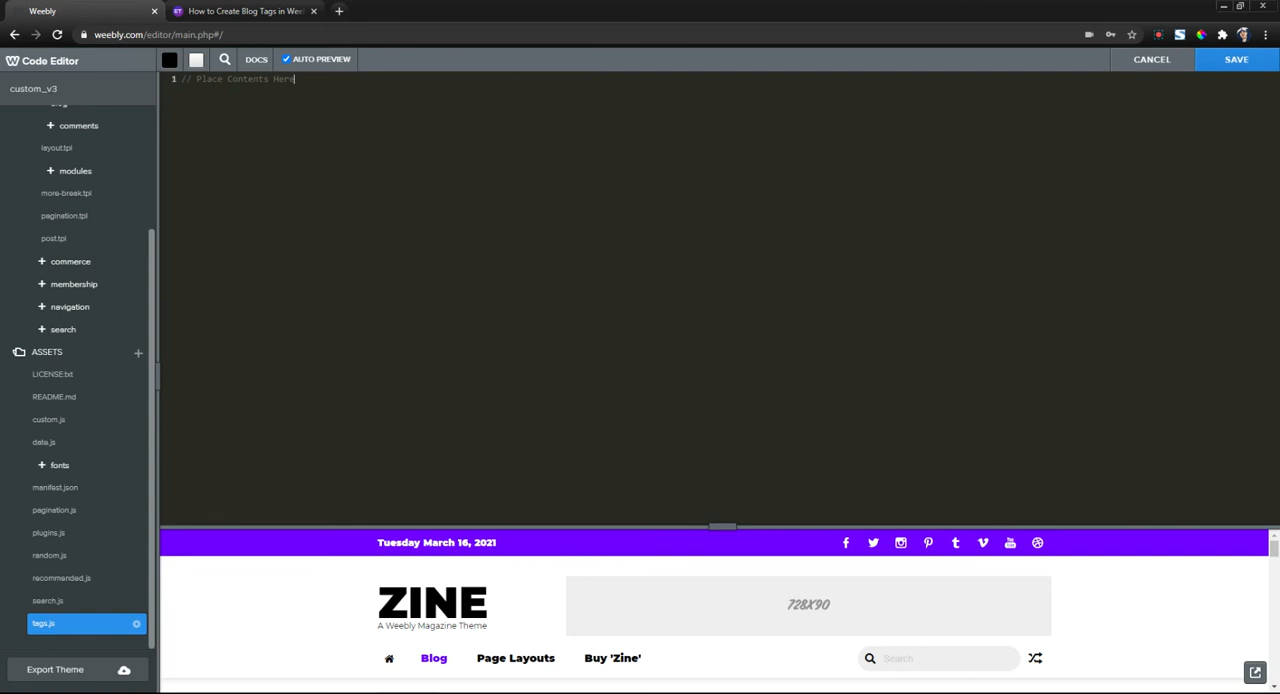 Weebly
How to Create Blog Tags in Wee
weebly.com/editor/main.php#/
Code Editor
DOCS
AUTO PREVIEW
CANCEL
SAVE
custom_v3
1 // Place Contents Here
comments
layout.tpl
modules
more-break.tpl
pagination.tpl
post.tpl
commerce
membership
navigation
search
ASSETS
LICENSE.txt
README.md
custom.js
data.js
fonts
manifest.json
pagination.js
plugins.js
random.js
recommended.js
search.js
tags.js
Export Theme
Tuesday March 16, 2021
ZINE
A Weebly Magazine Theme
728X90
Blog
Page Layouts
Buy 'Zine'
Search